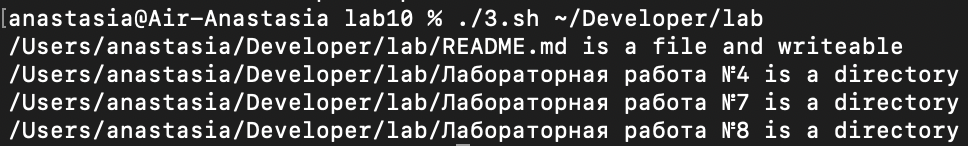 [anastasia@Air-Anastasia lab10 % ./3.sh ~/Developer/lab
/Users/anastasia/Developer/lab/README.md is a file and writeable
/Users/anastasia/Developer/lab/Лабораторная работа №4 is a directory
/Users/anastasia/Developer/lab/Лабораторная работа №7 is a directory
/Users/anastasia/Developer/lab/Лабораторная работа №8 is a directory